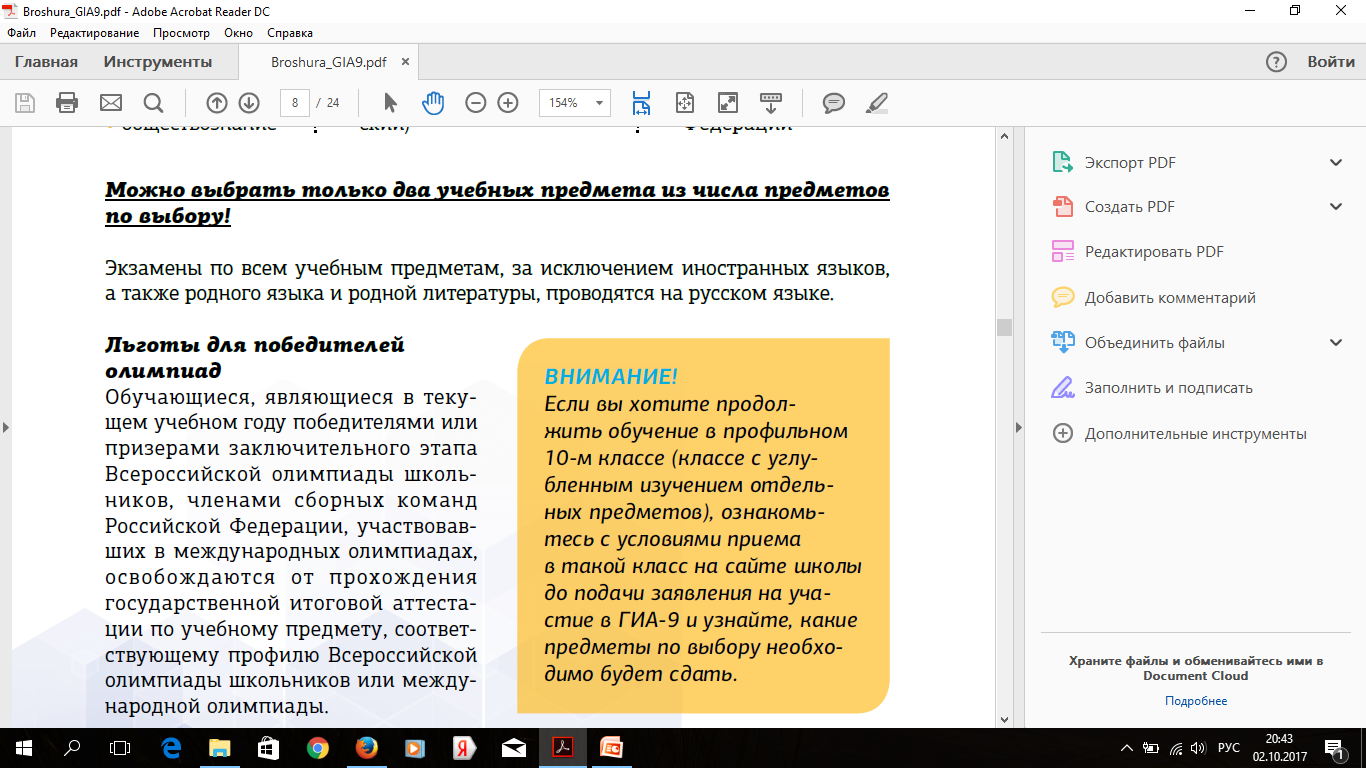 Broshura_GIA9.pdf - Adobe Acrobat Reader DC
Файл Редактирование Просмотр Окно Справка
Главная Инструменты Broshura_GIA9.pdf × ? Войти
8 / 24 154%
обществознание ский) Федерации
Можно выбрать только два учебных предмета из числа предметов
по выбору!
Экзамены по всем учебным предметам, за исключением иностранных языков,
а также родного языка и родной литературы, проводятся на русском языке.
Льготы для победителей
олимпиад
Обучающиеся, являющиеся в теку-
щем учебном году победителями или
призерами заключительного этапа
Всероссийской олимпиады школь-
ников, членами сборных команд
Российской Федерации, участвовав-
ших в международных олимпиадах,
освобождаются от прохождения
государственной итоговой аттеста-
ции по учебному предмету, соответ-
ствующему профилю Всероссийской
олимпиады школьников или между-
народной олимпиады.
ВНИМАНИЕ!
Если вы хотите продол-
жить обучение в профильном
10-м классе (классе с углу-
бленным изучением отдель-
ных предметов), ознакомь-
тесь с условиями приема
в такой класс на сайте школы
до подачи заявления на уча-
стие в ГИА-9 и узнайте, какие
предметы по выбору необхо-
димо будет сдать.
Экспорт PDF
Создать PDF
Редактировать PDF
Добавить комментарий
Объединить файлы
Заполнить и подписать
Дополнительные инструменты
Храните файлы и обменивайтесь ими в
Document Cloud
Подробнее
РУС
20:43
02.10.2017
1